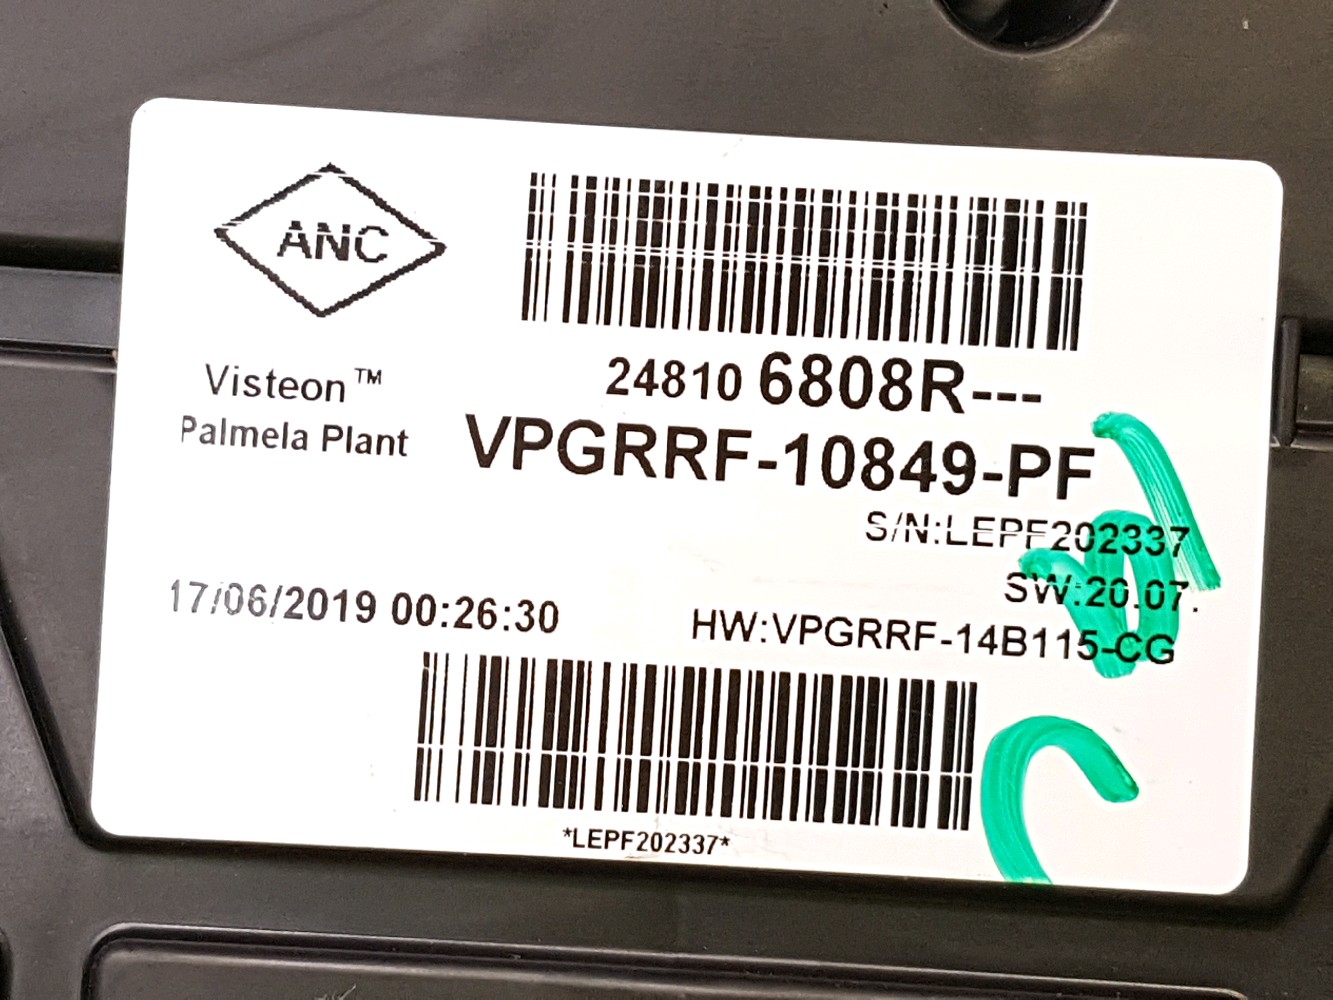 ANC
Visteon™
Palmela Plant
24810 6808R---
VPGRRF-10849-PF
S/N:LEPF202337
SW:20.07.
HW:VPGRRF-14B115-CG
17/06/2019 00:26:30
*LEPF202337*